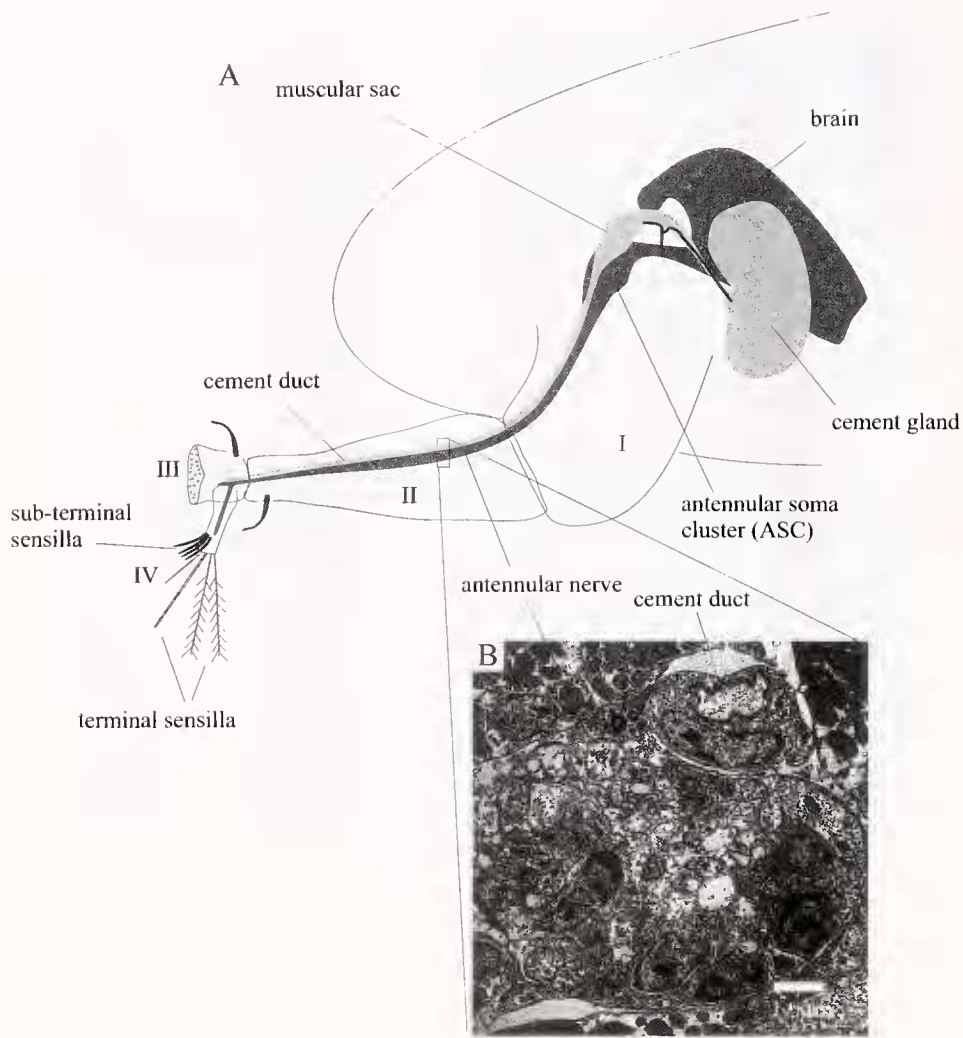 A
muscular sac
brain
cement duct
cement gland
III
I
II
sub-terminal
sensilla
antennular soma
cluster (ASC)
IV
antennular nerve
cement duct
B
terminal sensilla